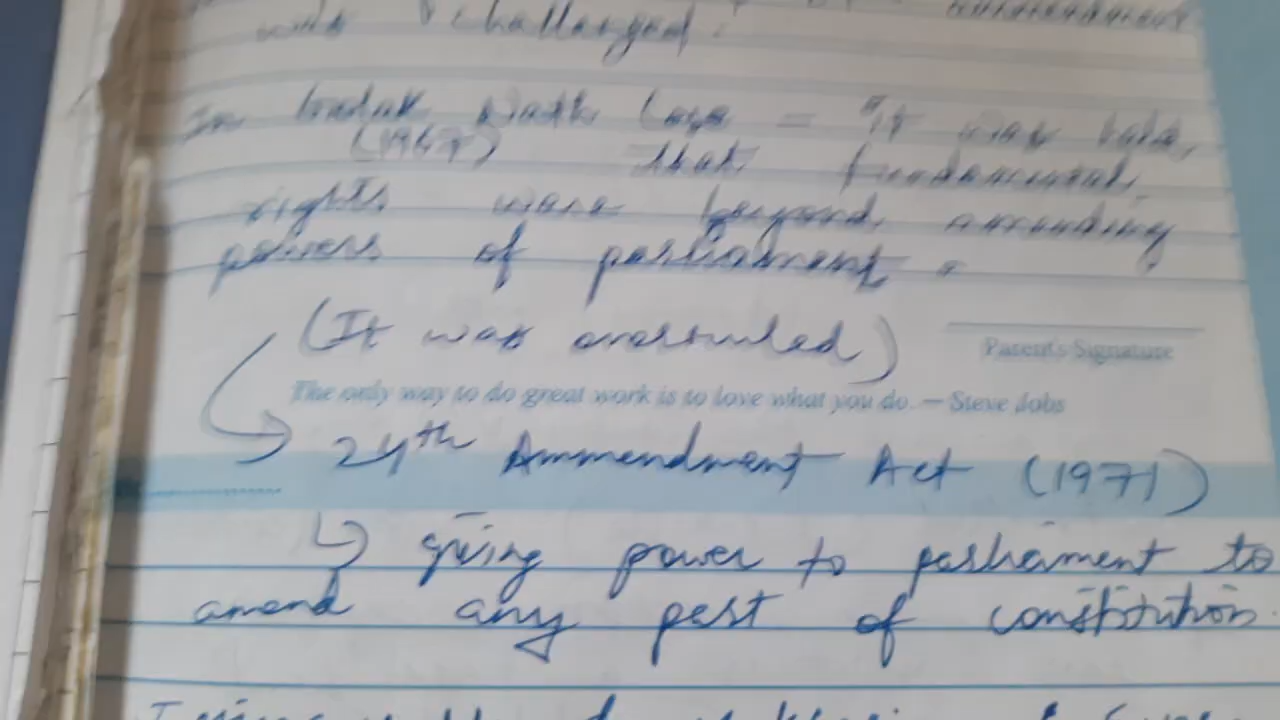 was challenged.
In Golak Nath Case = "It was held,
(1967) that fundamental
rights were beyond amending
powers of parliament.
(It was overruled)
Parent's Signature
The only way to do great work is to love what you do. — Steve Jobs
24th Ammendment Act (1971)
giving power to parliament to
amend any part of constitution.